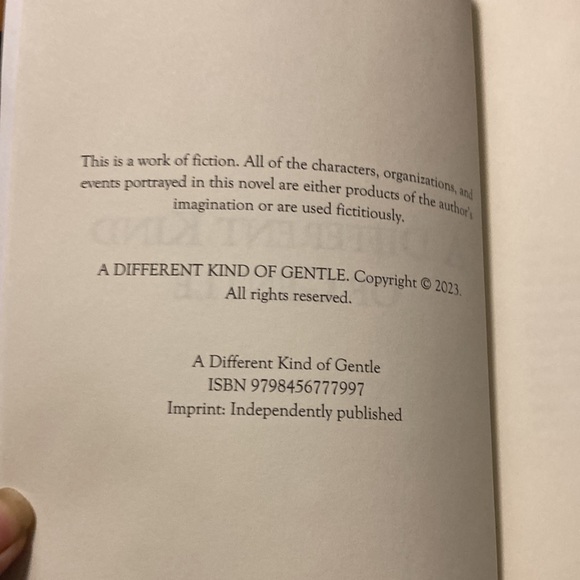 This is a work of fiction. All of the characters, organizations, and
events portrayed in this novel are either products of the author's
imagination or are used fictitiously.
A DIFFERENT KIND OF GENTLE. Copyright © 2023.
All rights reserved.
A Different Kind of Gentle
ISBN 9798456777997
Imprint: Independently published